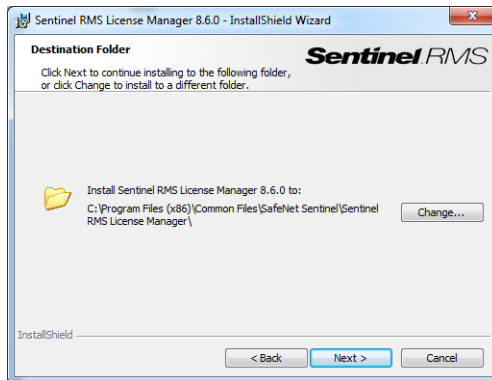 Sentinel RMS License Manager 8.6.0 - InstallShield Wizard
Destination Folder
Sentinel RMS
Click Next to continue installing to the following folder,
or click Change to install to a different folder.
Install Sentinel RMS License Manager 8.6.0 to:
C:\Program Files (x86)\Common Files\SafeNet Sentinel\Sentinel
RMS License Manager\
Change...
InstallShield
< Back
Next >
Cancel